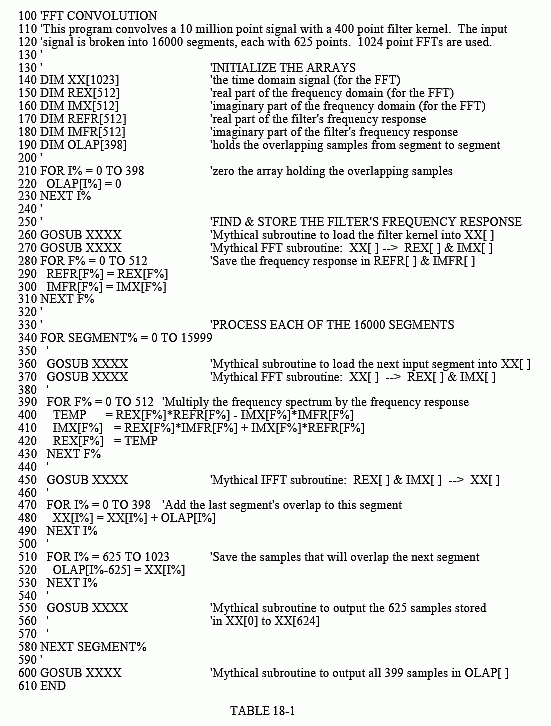 100 'FFT CONVOLUTION
110 'This program convolves a 10 million point signal with a 400 point filter kernel. The input
120 'signal is broken into 16000 segments, each with 625 points. 1024 point FFTs are used.
130 '
130 ' 'INITIALIZE THE ARRAYS
140 DIM XX[1023] 'the time domain signal (for the FFT)
150 DIM REX[512] 'real part of the frequency domain (for the FFT)
160 DIM IMX[512] 'imaginary part of the frequency domain (for the FFT)
170 DIM REFR[512] 'real part of the filter's frequency response
180 DIM IMFR[512] 'imaginary part of the filter's frequency response
190 DIM OLAP[398] 'holds the overlapping samples from segment to segment
200 '
210 FOR I% = 0 TO 398 'zero the array holding the overlapping samples
220 OLAP[I%] = 0
230 NEXT I%
240 '
250 ' 'FIND & STORE THE FILTER'S FREQUENCY RESPONSE
260 GOSUB XXXX 'Mythical subroutine to load the filter kernel into XX[ ]
270 GOSUB XXXX 'Mythical FFT subroutine: XX[ ] --> REX[ ] & IMX[ ]
280 FOR F% = 0 TO 512 'Save the frequency response in REFR[ ] & IMFR[ ]
290 REFR[F%] = REX[F%]
300 IMFR[F%] = IMX[F%]
310 NEXT F%
320 '
330 ' 'PROCESS EACH OF THE 16000 SEGMENTS
340 FOR SEGMENT% = 0 TO 15999
350 '
360 GOSUB XXXX 'Mythical subroutine to load the next input segment into XX[ ]
370 GOSUB XXXX 'Mythical FFT subroutine: XX[ ] --> REX[ ] & IMX[ ]
380 '
390 FOR F% = 0 TO 512 'Multiply the frequency spectrum by the frequency response
400 TEMP = REX[F%]*REFR[F%] - IMX[F%]*IMFR[F%]
410 IMX[F%] = REX[F%]*IMFR[F%] + IMX[F%]*REFR[F%]
420 REX[F%] = TEMP
430 NEXT F%
440 '
450 GOSUB XXXX 'Mythical IFFT subroutine: REX[ ] & IMX[ ] --> XX[ ]
460 '
470 FOR I% = 0 TO 398 'Add the last segment's overlap to this segment
480 XX[I%] = XX[I%] + OLAP[I%]
490 NEXT I%
500 '
510 FOR I% = 625 TO 1023 'Save the samples that will overlap the next segment
520 OLAP[I%-625] = XX[I%]
530 NEXT I%
540 '
550 GOSUB XXXX 'Mythical subroutine to output the 625 samples stored
560 ' 'in XX[0] to XX[624]
570 '
580 NEXT SEGMENT%
590 '
600 GOSUB XXXX 'Mythical subroutine to output all 399 samples in OLAP[ ]
610 END
TABLE 18-1